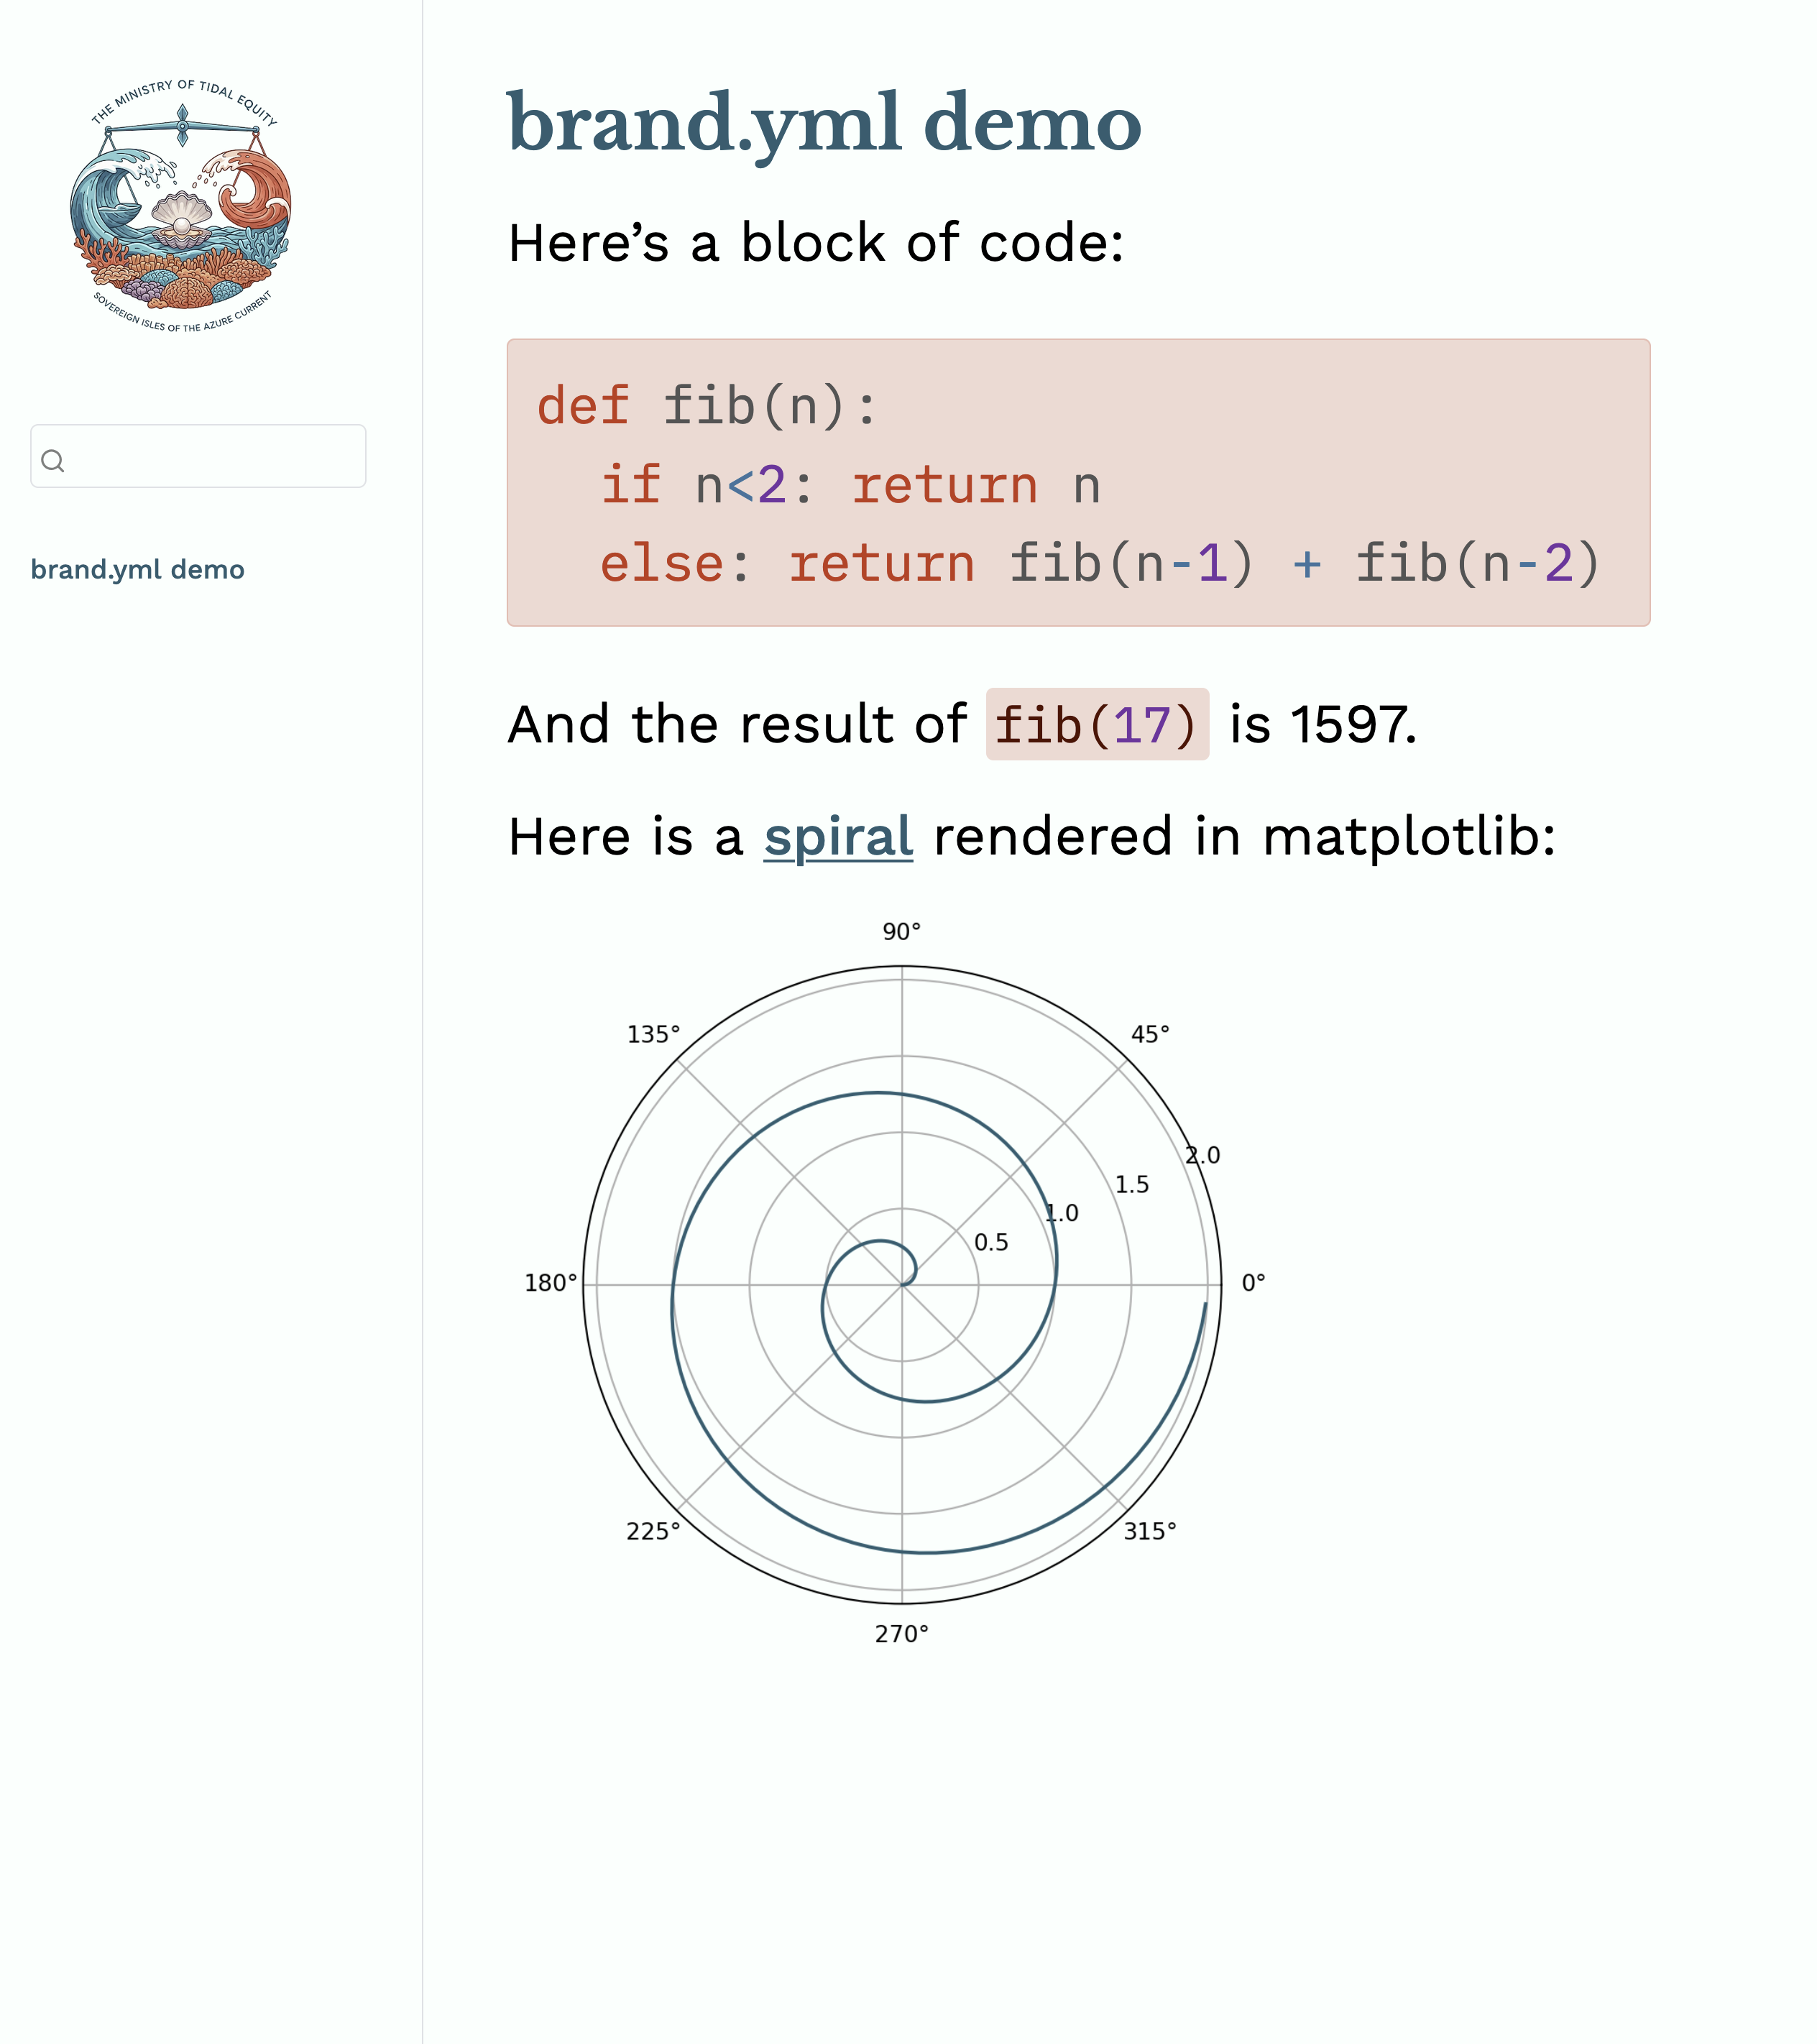 THE MINISTRY OF TIDAL EQUITY
SOVEREIGN ISLES OF THE AZURE CURRENT
brand.yml demo
brand.yml demo
Here’s a block of code:
def fib(n):
  if n<2: return n
  else: return fib(n-1) + fib(n-2)
And the result of fib(17) is 1597.
Here is a spiral rendered in matplotlib:
90°
135°
45°
2.0
1.5
1.0
0.5
180°
0°
225°
315°
270°